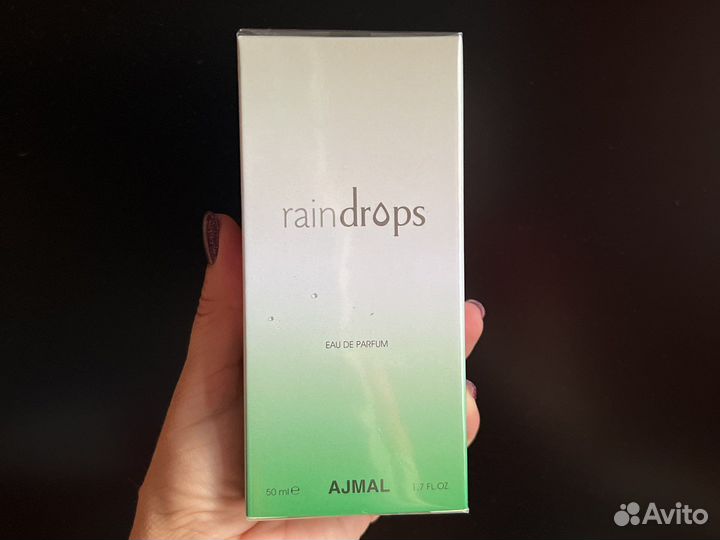 raindrops
EAU DE PARFUM
50 ml e AJMAL 1.7 FL.OZ.
Avito